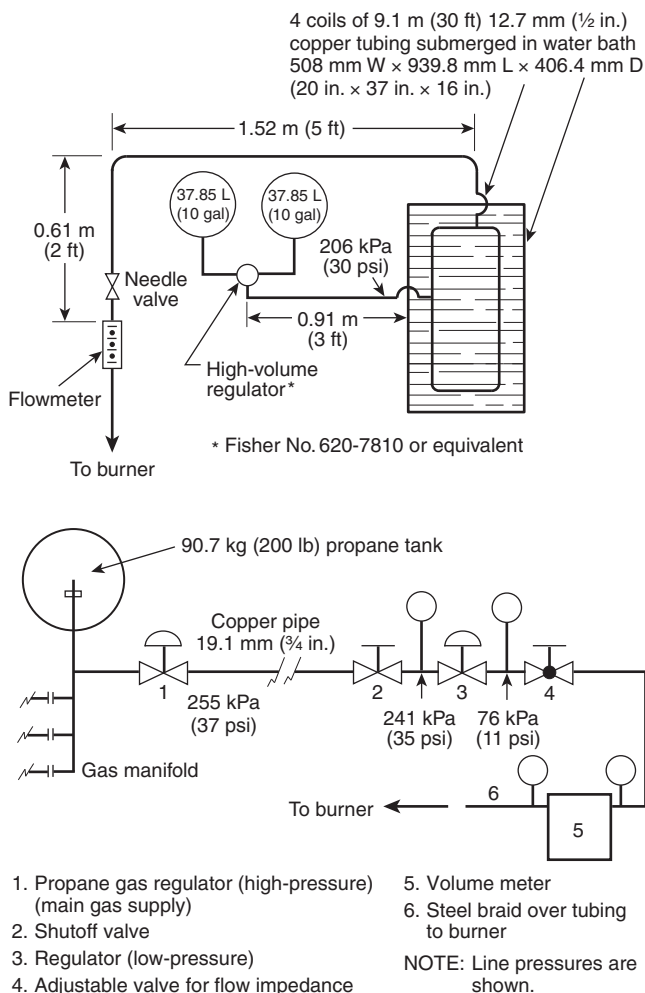 4 coils of 9.1 m (30 ft) 12.7 mm (½ in.)
copper tubing submerged in water bath
508 mm W × 939.8 mm L × 406.4 mm D
(20 in. × 37 in. × 16 in.)
1.52 m (5 ft)
37.85 L
(10 gal)
37.85 L
(10 gal)
0.61 m
(2 ft)
206 kPa
(30 psi)
Needle
valve
0.91 m
(3 ft)
High-volume
regulator*
Flowmeter
* Fisher No. 620-7810 or equivalent
To burner
90.7 kg (200 lb) propane tank
Copper pipe
19.1 mm (¾ in.)
1
2
3
4
255 kPa
(37 psi)
241 kPa
(35 psi)
76 kPa
(11 psi)
Gas manifold
6
To burner
5
1. Propane gas regulator (high-pressure)
(main gas supply)
2. Shutoff valve
3. Regulator (low-pressure)
4. Adjustable valve for flow impedance
5. Volume meter
6. Steel braid over tubing
to burner
NOTE: Line pressures are
shown.